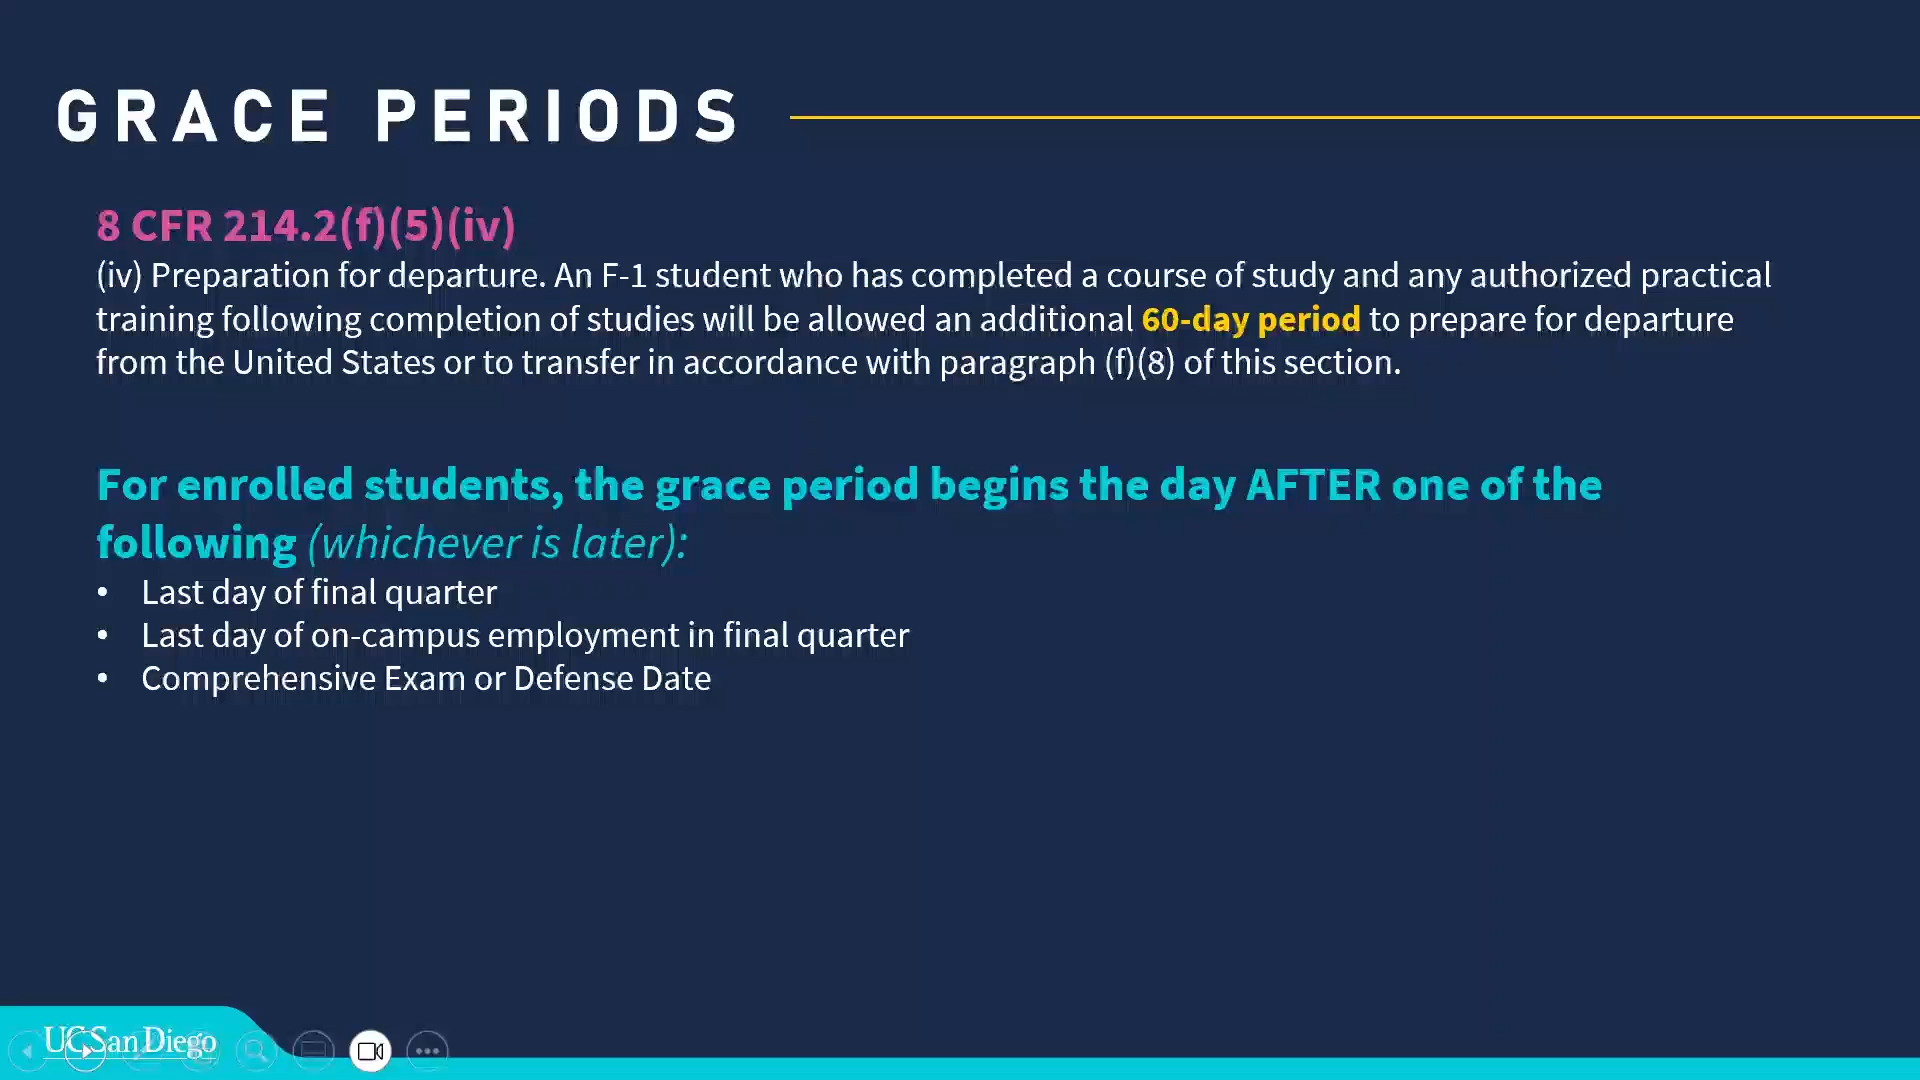 GRACE PERIODS
8 CFR 214.2(f)(5)(iv)
(iv) Preparation for departure. An F-1 student who has completed a course of study and any authorized practical
training following completion of studies will be allowed an additional 60-day period to prepare for departure
from the United States or to transfer in accordance with paragraph (f)(8) of this section.
For enrolled students, the grace period begins the day AFTER one of the
following (whichever is later):
• Last day of final quarter
• Last day of on-campus employment in final quarter
• Comprehensive Exam or Defense Date
UC San Diego